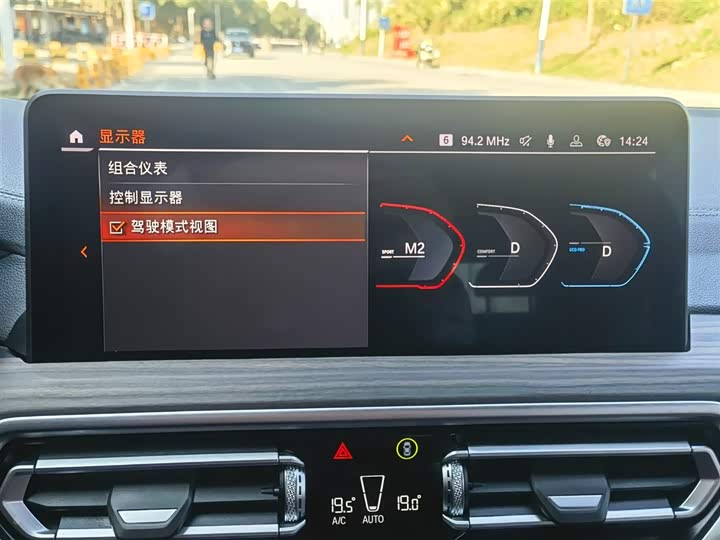 显示器
6 94.2 MHz 14:24
组合仪表
控制显示器
驾驶模式视图
SPORT M2
COMFORT D
ECO PRO D
19.5° 19.0°
A/C AUTO